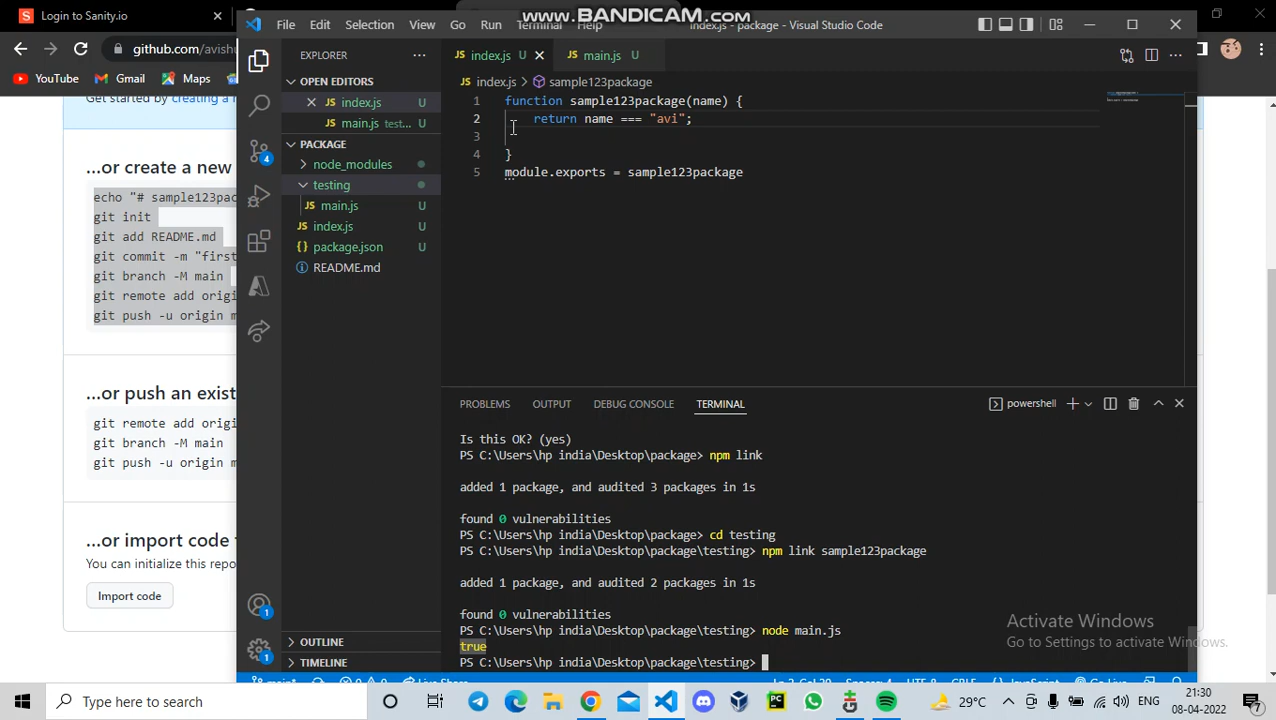 Login to Sanity.io
www.BANDICAM.com
File Edit Selection View Go Run Terminal Help
index.js - package - Visual Studio Code
github.com/avishu
YouTube Gmail Maps
Get started by creating a
...or create a new
echo "# sample123pac
git init
git add README.md
git commit -m "first
git branch -M main
git remote add origi
git push -u origin m
...or push an exist
git remote add origi
git branch -M main
git push -u origin m
...or import code
You can initialize this repo
Import code
EXPLORER
OPEN EDITORS
index.js U
main.js test... U
PACKAGE
node_modules
testing
main.js U
index.js U
package.json U
README.md
OUTLINE
TIMELINE
4
1
1
index.js U
main.js U
index.js > sample123package
1 function sample123package(name) {
2 return name === "avi";
3
4 }
5 module.exports = sample123package
PROBLEMS OUTPUT DEBUG CONSOLE TERMINAL
powershell
Is this OK? (yes)
PS C:\Users\hp india\Desktop\package> npm link
added 1 package, and audited 3 packages in 1s
found 0 vulnerabilities
PS C:\Users\hp india\Desktop\package> cd testing
PS C:\Users\hp india\Desktop\package\testing> npm link sample123package
added 1 package, and audited 2 packages in 1s
found 0 vulnerabilities
PS C:\Users\hp india\Desktop\package\testing> node main.js
true
PS C:\Users\hp india\Desktop\package\testing>
Activate Windows
Go to Settings to activate Windows.
Type here to search
29°C
ENG
21:30
08-04-2022
7